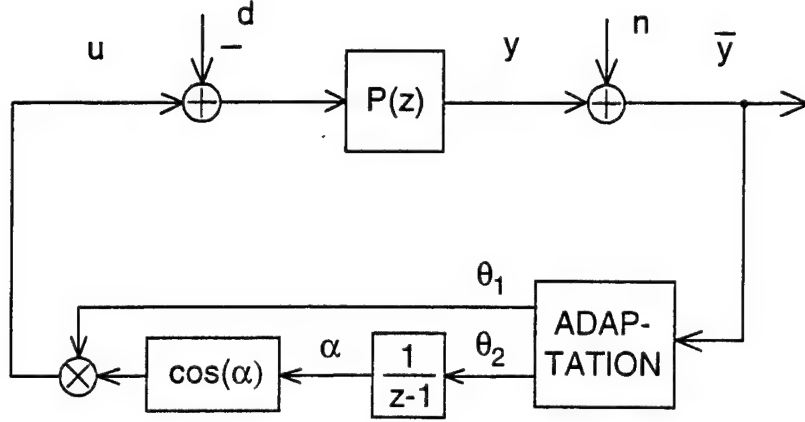 d
n
u
−
y
ȳ
P(z)
+
+
θ₁
ADAP-
TATION
α
θ₂
cos(α)
1
z-1
×